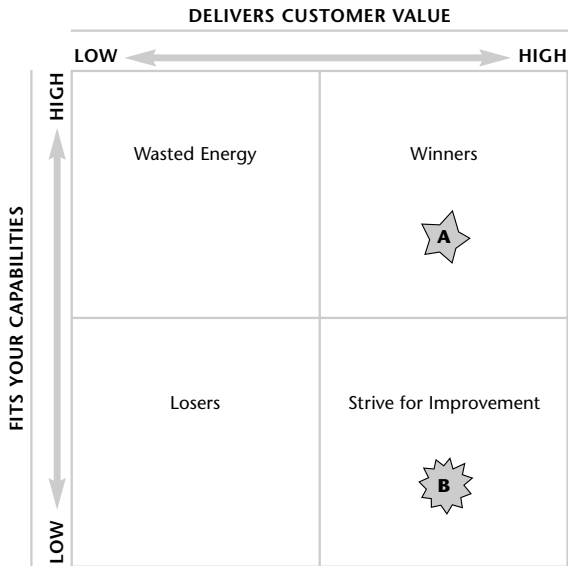 DELIVERS CUSTOMER VALUE
LOW HIGH
FITS YOUR CAPABILITIES
HIGH
Wasted Energy Winners
A
Losers Strive for Improvement
B
LOW